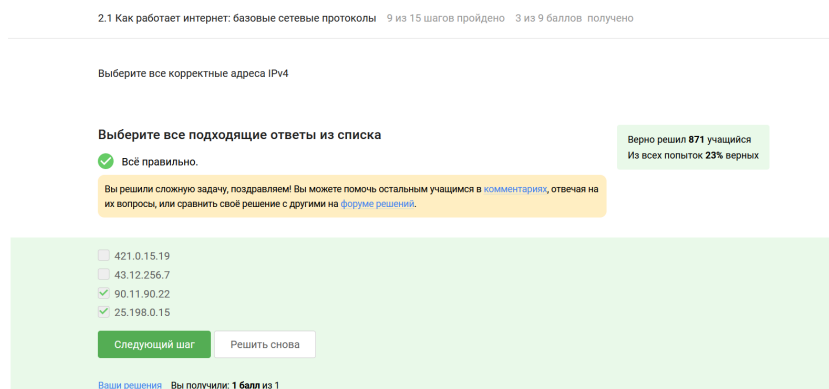 2.1 Как работает интернет: базовые сетевые протоколы 9 из 15 шагов пройдено 3 из 9 баллов получено
Выберите все корректные адреса IPv4
Выберите все подходящие ответы из списка
Всё правильно.
Верно решил 871 учащийся
Из всех попыток 23% верных
Вы решили сложную задачу, поздравляем! Вы можете помочь остальным учащимся в комментариях, отвечая на
их вопросы, или сравнить своё решение с другими на форуме решений.
421.0.15.19
43.12.256.7
90.11.90.22
25.198.0.15
Следующий шаг Решить снова
Ваши решения Вы получили: 1 балл из 1